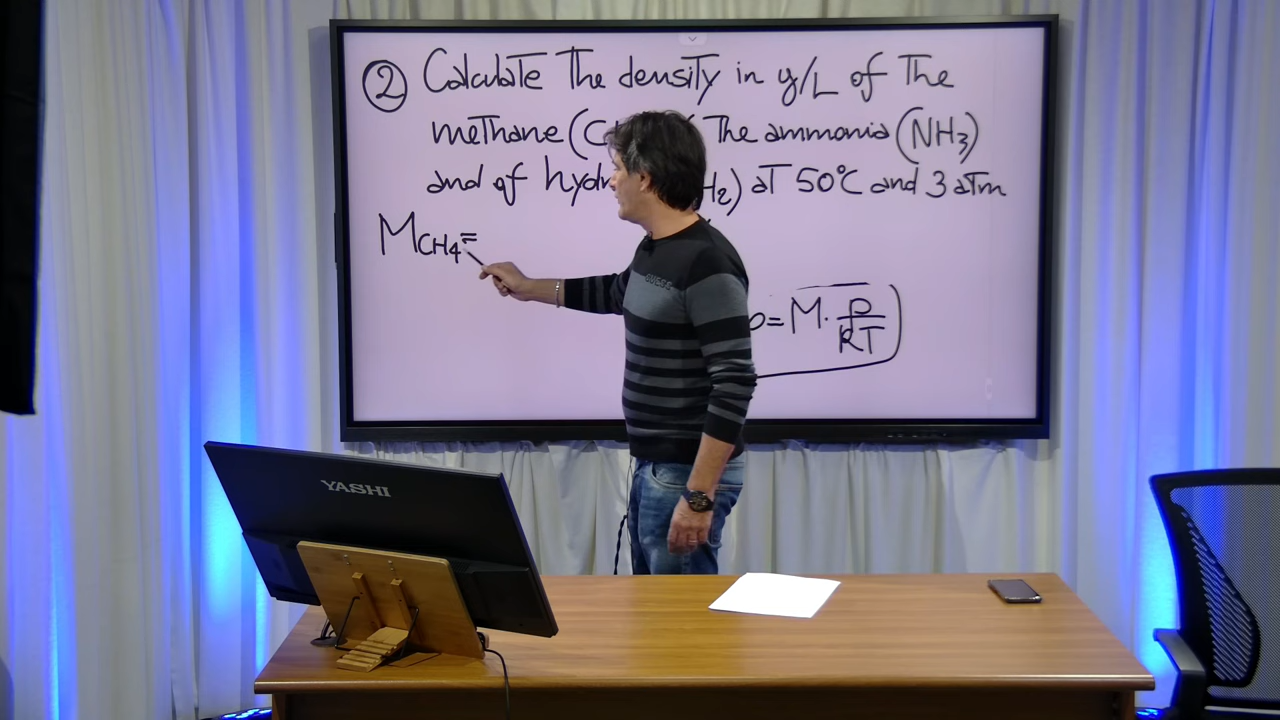 ② Calculate The density in g/L of The
methane (C The ammonia (NH3)
and of hydr H2) aT 50°C and 3 aTm
MCH4=
ρ= M · p/RT
YASHI